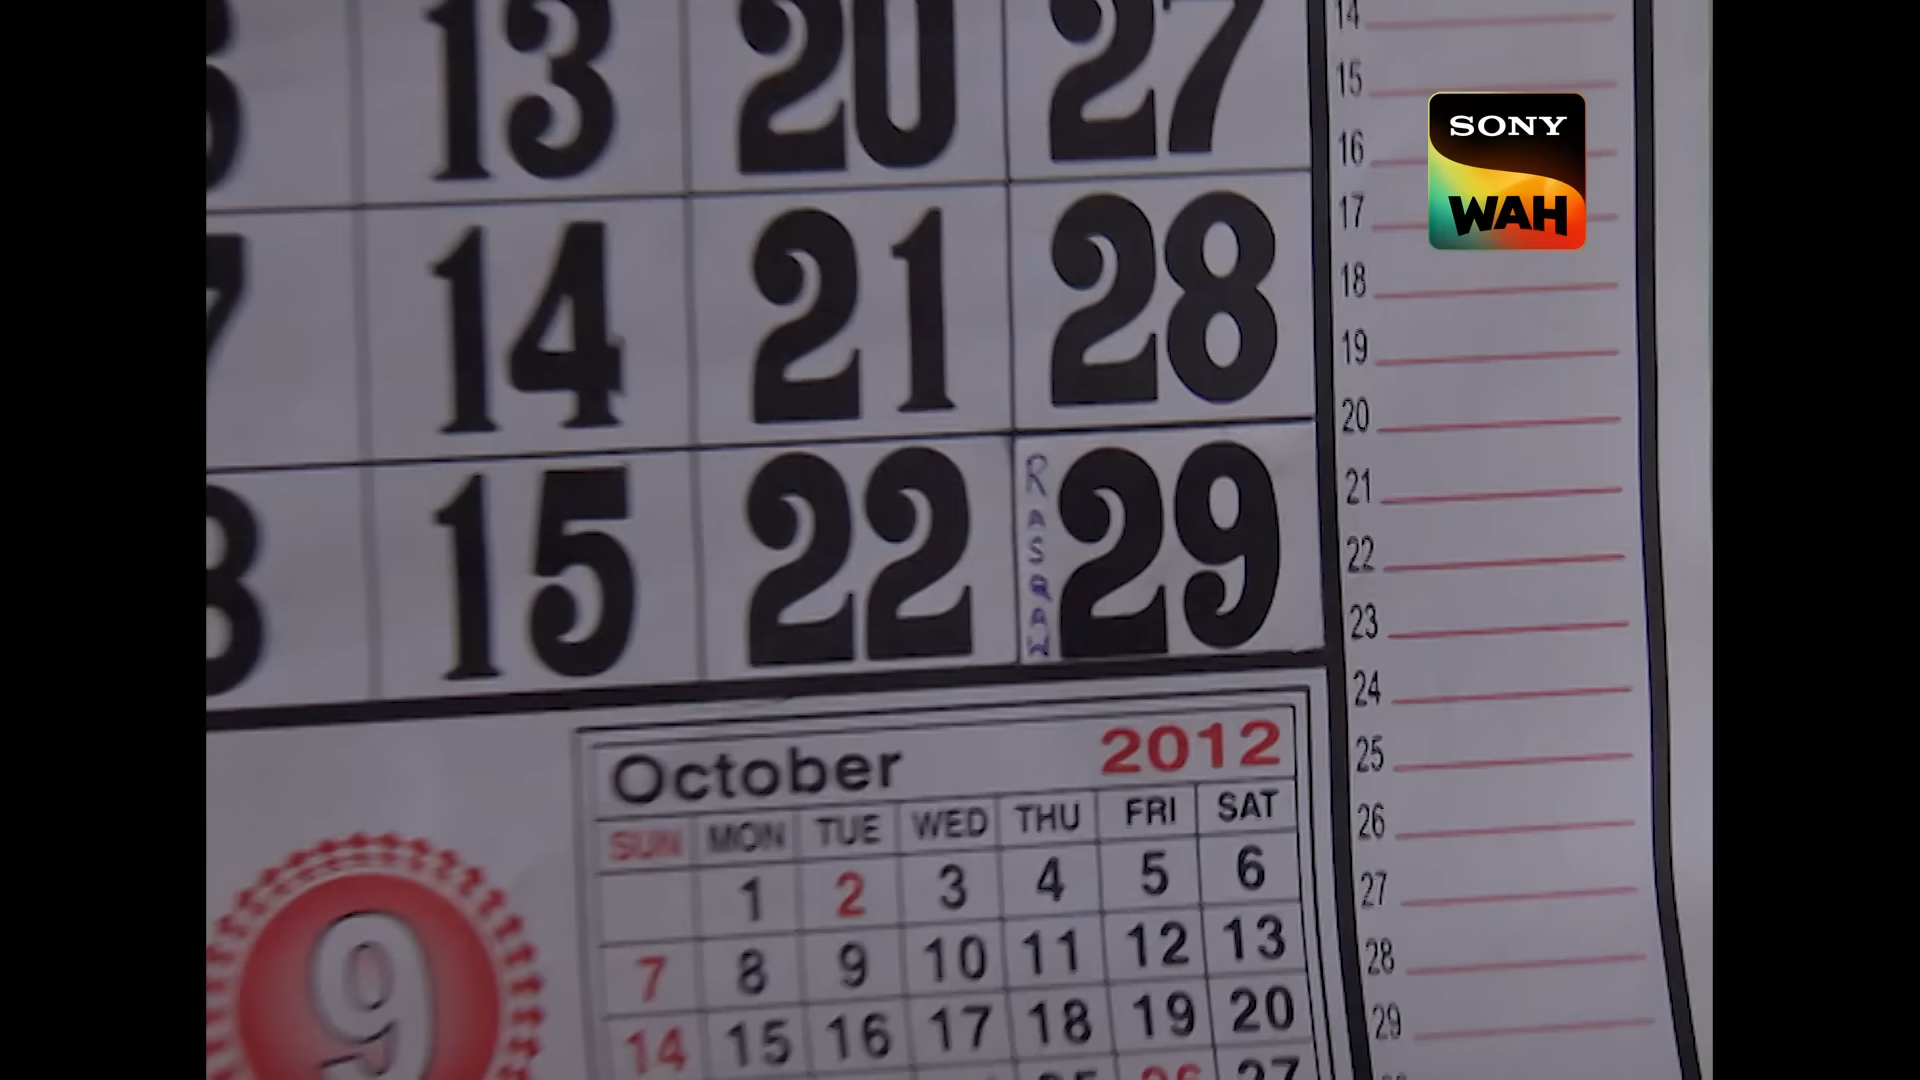 13 20 27
14 21 28
15 22 29
14
15
16
17
18
19
20
21
22
23
24
25
26
27
28
29
SONY
WAH
October 2012
SUN MON TUE WED THU FRI SAT
1 2 3 4 5 6
7 8 9 10 11 12 13
14 15 16 17 18 19 20
27
9